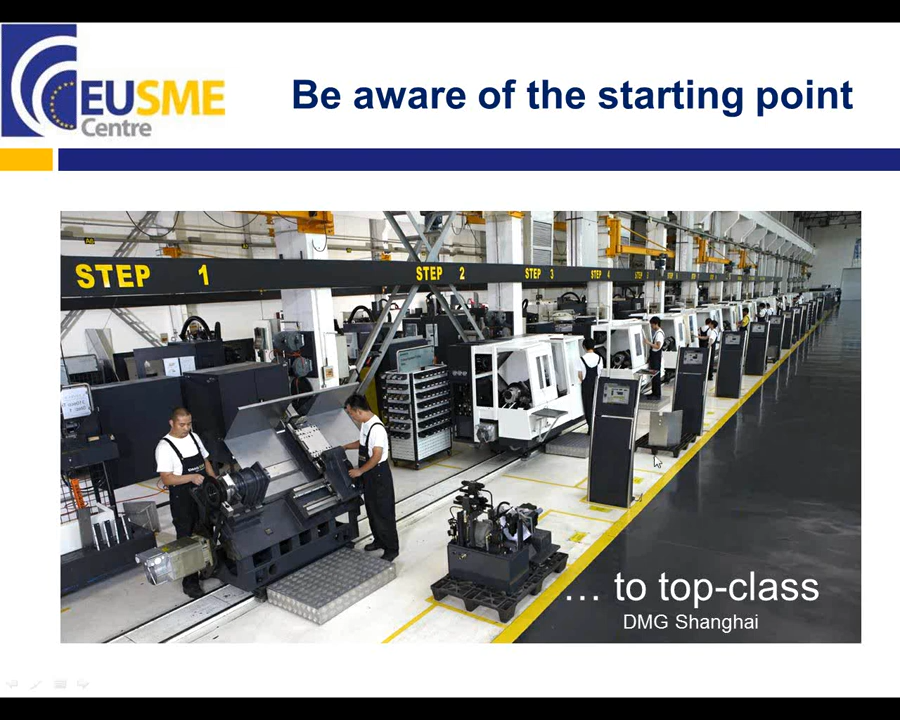 EUSME
Centre
Be aware of the starting point
STEP 1
STEP 2
STEP 3
STEP 4
… to top-class
DMG Shanghai